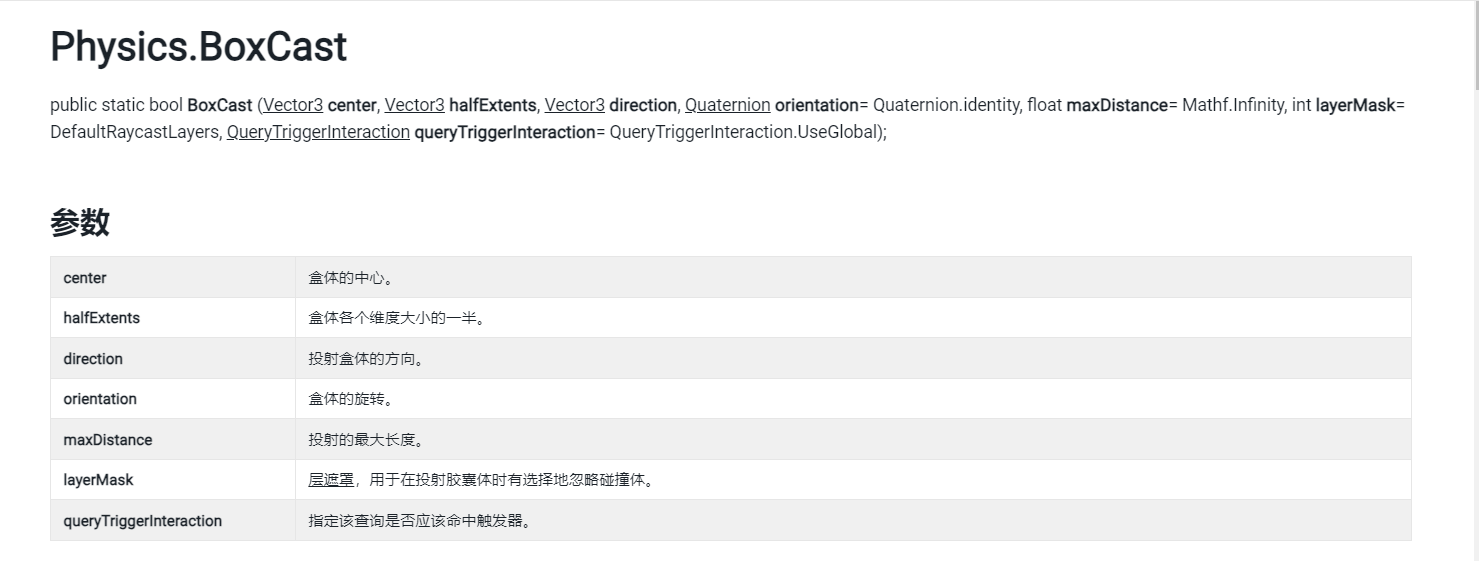 Physics.BoxCast
public static bool BoxCast (Vector3 center, Vector3 halfExtents, Vector3 direction, Quaternion orientation= Quaternion.identity, float maxDistance= Mathf.Infinity, int layerMask=
DefaultRaycastLayers, QueryTriggerInteraction queryTriggerInteraction= QueryTriggerInteraction.UseGlobal);
参数
center 盒体的中心。
halfExtents 盒体各个维度大小的一半。
direction 投射盒体的方向。
orientation 盒体的旋转。
maxDistance 投射的最大长度。
layerMask 层遮罩，用于在投射胶囊体时有选择地忽略碰撞体。
queryTriggerInteraction 指定该查询是否应该命中触发器。